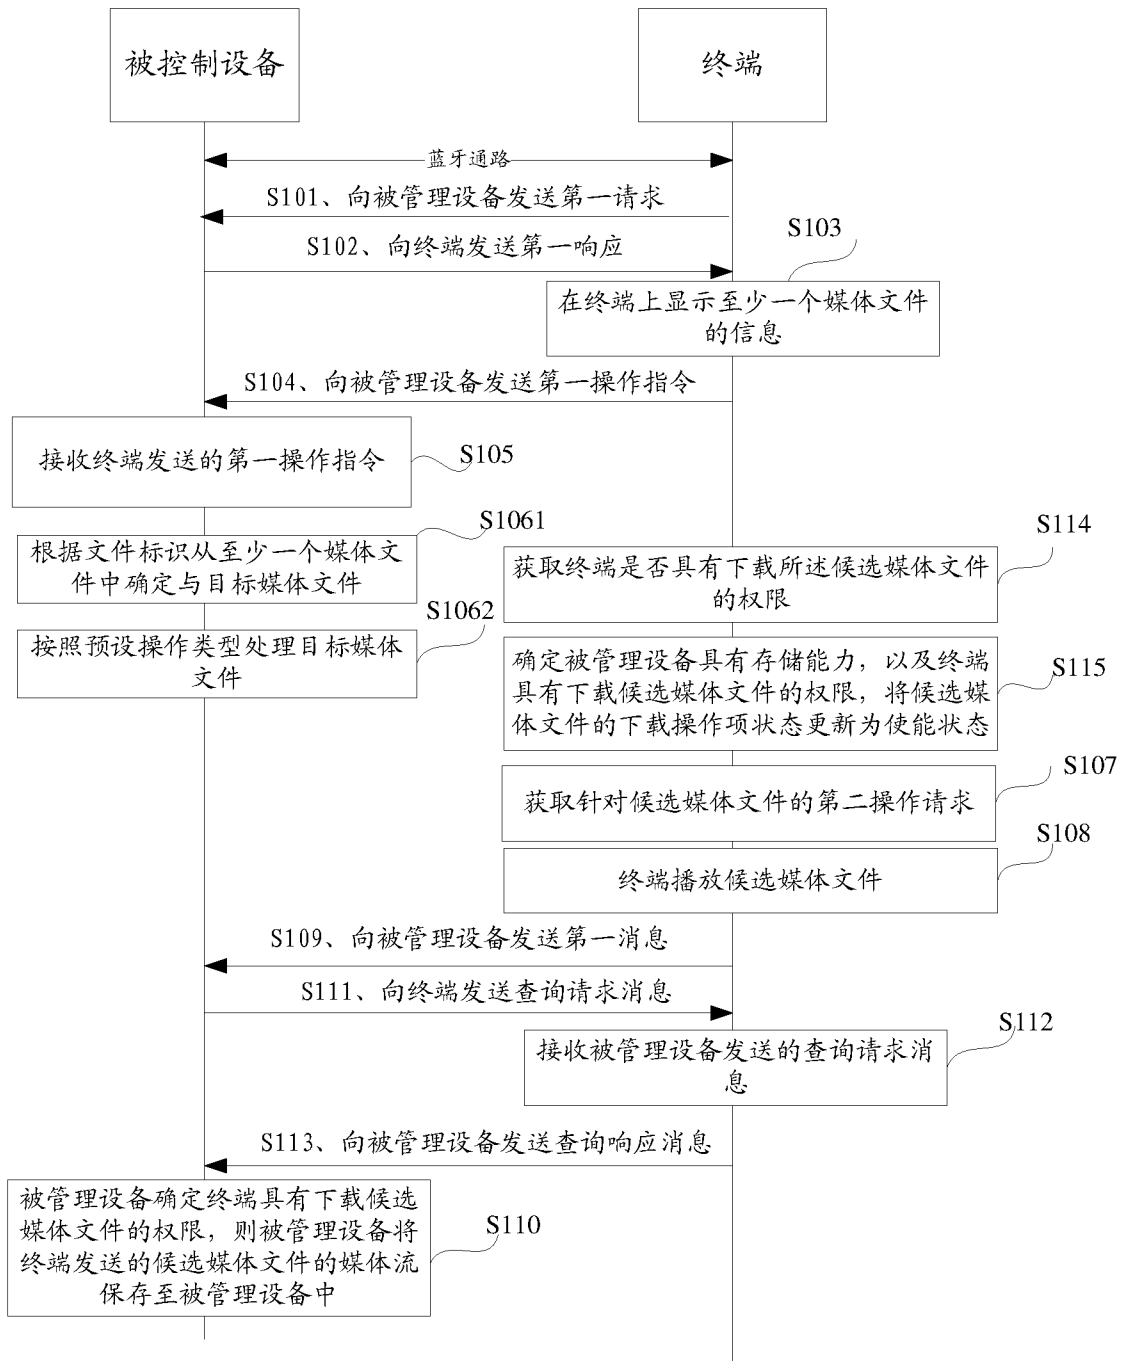 被控制设备
终端
蓝牙通路
S101、向被管理设备发送第一请求
S102、向终端发送第一响应
S103
在终端上显示至少一个媒体文件
的信息
S104、向被管理设备发送第一操作指令
接收终端发送的第一操作指令
S105
S1061
根据文件标识从至少一个媒体文
件中确定与目标媒体文件
S114
获取终端是否具有下载所述候选媒体文件
的权限
S1062
按照预设操作类型处理目标媒体
文件
确定被管理设备具有存储能力，以及终端
具有下载候选媒体文件的权限，将候选媒
体文件的下载操作项状态更新为使能状态
S115
S107
获取针对候选媒体文件的第二操作请求
S108
终端播放候选媒体文件
S109、向被管理设备发送第一消息
S111、向终端发送查询请求消息
S112
接收被管理设备发送的查询请求消
息
S113、向被管理设备发送查询响应消息
被管理设备确定终端具有下载候选
媒体文件的权限，则被管理设备将
终端发送的候选媒体文件的媒体流
保存至被管理设备中
S110